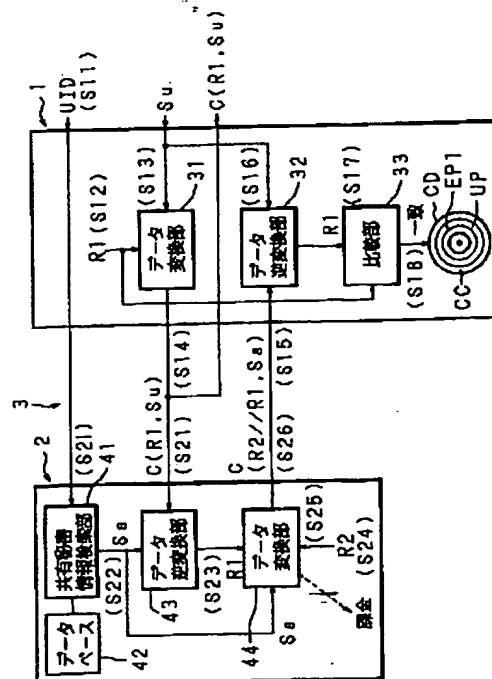 1
UID
(S11)
Su
C(R1,Su)
R1(S12)
(S13)
31
データ
変換部
(S14)
(S16)
32
データ
逆変換部
R1
(S17)
33
比較部
一致
(S18)
CD
EP1
UP
CC
3
2
(S21)
41
共有秘密
情報検索部
データ
ベース
42
(S22)
Sa
C(R1,Su)
(S21)
43
データ
逆変換部
(S23)
R1
C
(R2//R1,Sa)
(S26)
(S15)
44
データ
変換部
(S25)
R2
(S24)
Sa
課金